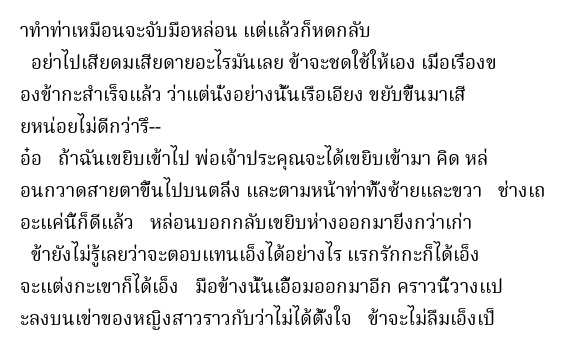 าทำท่าเหมือนจะจับมือหล่อน แต่แล้วก็หดกลับ
อย่าไปเสียดมเสียดายอะไรมันเลย ข้าจะชดใช้ให้เอง เมื่อเรื่องข
องข้ากะสำเร็จแล้ว ว่าแต่นั่งอย่างนั้นเรือเอียง ขยับขึ้นมาเสี
ยหน่อยไม่ดีกว่ารึ--
อ๋อ ถ้าฉันเขยิบเข้าไป พ่อเจ้าประคุณจะได้เขยิบเข้ามา คิด หล่
อนกวาดสายตาขึ้นไปบนตลิ่ง และตามหน้าท่าทั้งซ้ายและขวา ช่างเถ
อะแค่นี้ก็ดีแล้ว หล่อนบอกกลับเขยิบห่างออกมายิ่งกว่าเก่า
ข้ายังไม่รู้เลยว่าจะตอบแทนเอ็งได้อย่างไร แรกรักกะก็ได้เอ็ง
จะแต่งกะเขาก็ได้เอ็ง มือข้างนั้นเอื้อมออกมาอีก คราวนี้วางแป
ะลงบนเข่าของหญิงสาวราวกับว่าไม่ได้ตั้งใจ ข้าจะไม่ลืมเอ็งเป็